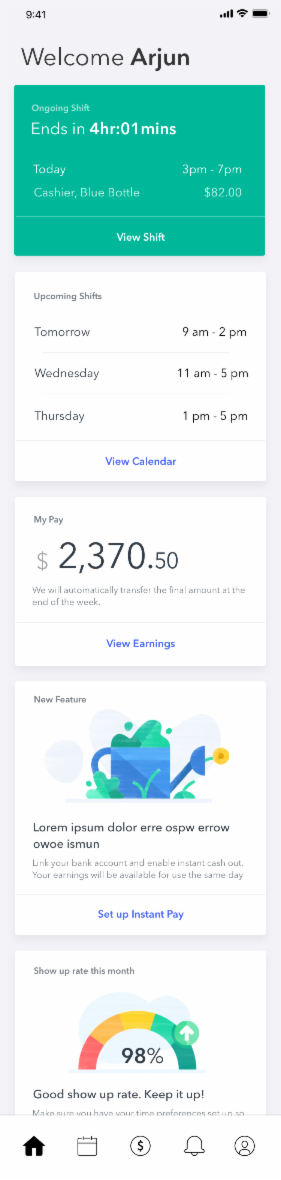 9:41
Welcome Arjun
Ongoing Shift
Ends in 4hr:01mins
Today 3pm - 7pm
Cashier, Blue Bottle $82.00
View Shift
Upcoming Shifts
Tomorrow 9 am - 2 pm
Wednesday 11 am - 5 pm
Thursday 1 pm - 5 pm
View Calendar
My Pay
$ 2,370.50
We will automatically transfer the final amount at the
end of the week.
View Earnings
New Feature
Lorem ipsum dolor erre ospw errow
owoe ismun
Link your bank account and enable instant cash out.
Your earnings will be available for use the same day
Set up Instant Pay
Show up rate this month
98%
Good show up rate. Keep it up!
Make sure you have your time preferences set up so
$